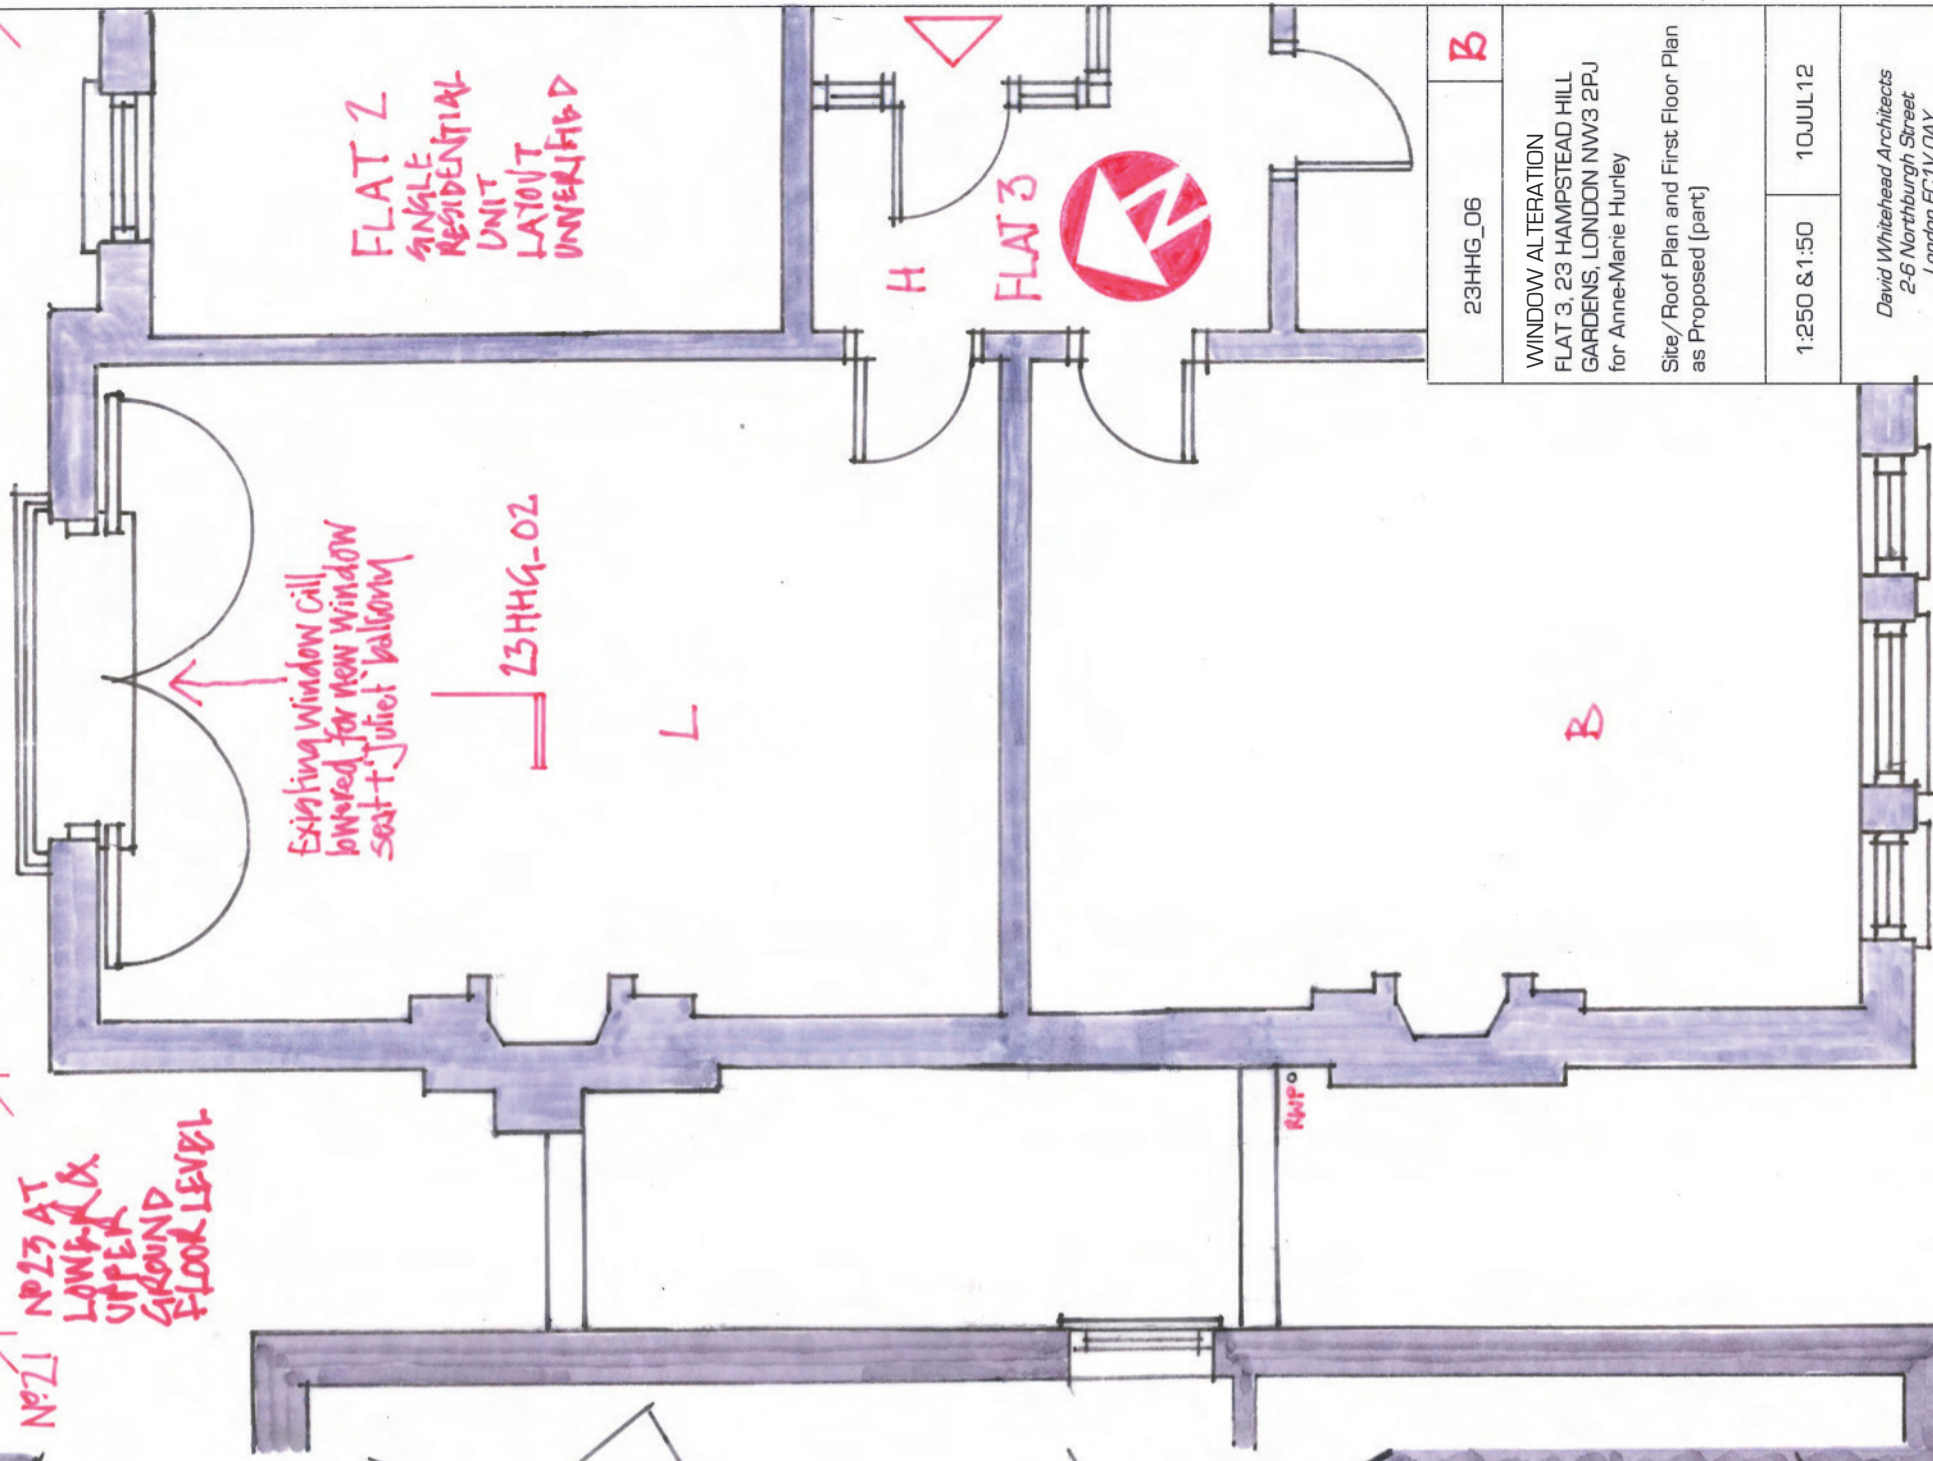 Nº21
Nº23 AT
LOWER &
UPPER
GROUND
FLOOR LEVEL
Existing window cill
lowered for new window
seat + 'juliet' balcony
23HHG_02
L
B
RWP
FLAT 2
SINGLE
RESIDENTIAL
UNIT
LAYOUT
UNVERIFIED
H
FLAT 3
N
23HHG_06
B
WINDOW ALTERATION
FLAT 3, 23 HAMPSTEAD HILL
GARDENS, LONDON NW3 2PJ
for Anne-Marie Hurley
Site/Roof Plan and First Floor Plan
as Proposed (part)
1:250 &1:50
10JUL12
David Whitehead Architects
2-6 Northburgh Street
London EC1V 0AY